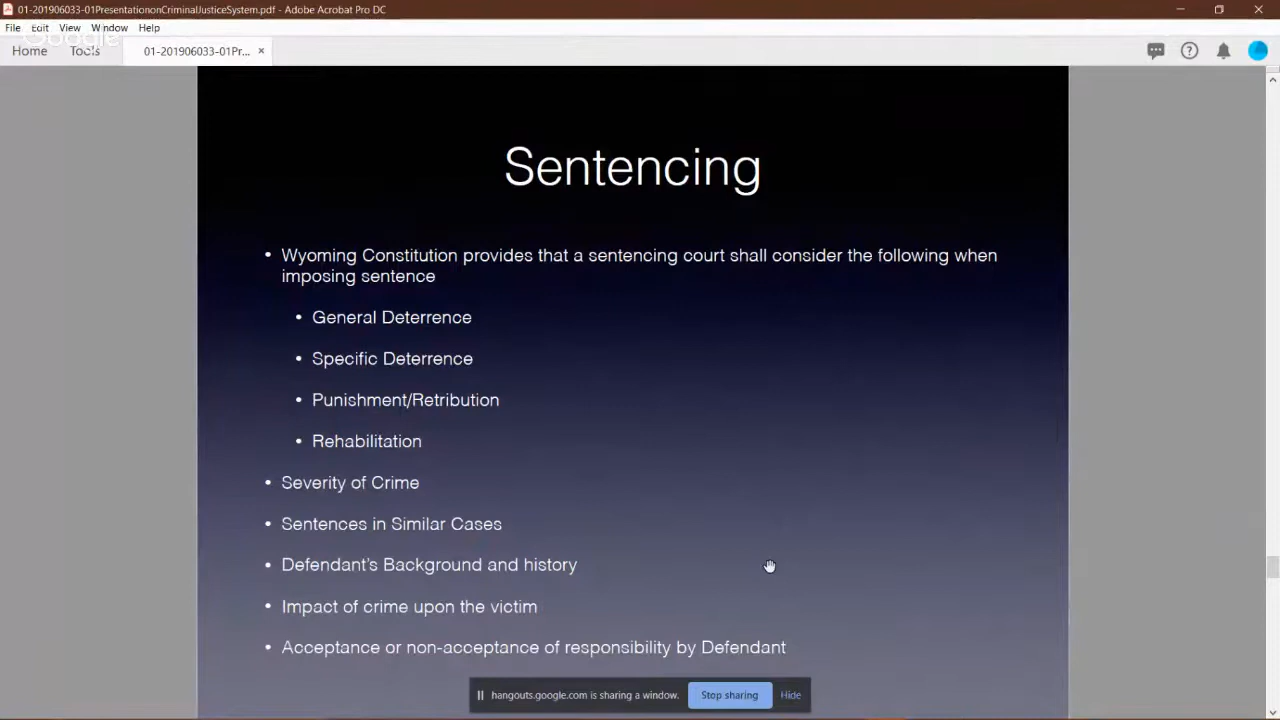 01-201906033-01PresentationonCriminalJusticeSystem.pdf - Adobe Acrobat Pro DC
File Edit View Window Help
Google
Home Tools 01-201906033-01Pr... ×
Sentencing
• Wyoming Constitution provides that a sentencing court shall consider the following when
imposing sentence
• General Deterrence
• Specific Deterrence
• Punishment/Retribution
• Rehabilitation
• Severity of Crime
• Sentences in Similar Cases
• Defendant's Background and history
• Impact of crime upon the victim
• Acceptance or non-acceptance of responsibility by Defendant
hangouts.google.com is sharing a window. Stop sharing Hide